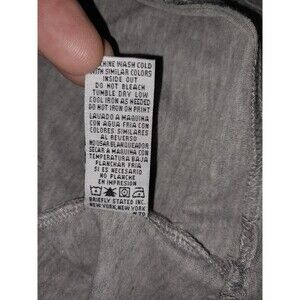 CHINE WASH COLD
WITH SIMILAR COLORS
INSIDE OUT
DO NOT BLEACH
TUMBLE DRY LOW
COOL IRON AS NEEDED
DO NOT IRON ON PRINT
LAVADO A MAQUINA
CON AGUA FRIA CON
COLORES SIMILARES
AL REVERSO
NO USAR BLANQUEADOR
SECAR A MAQUINA CON
TEMPERATURA BAJA
PLANCHAR FRIA
SI ES NECESARIO
NO PLANCHE
EN IMPRESION
BRIEFLY STATED INC.
NEW YORK, NEW YORK